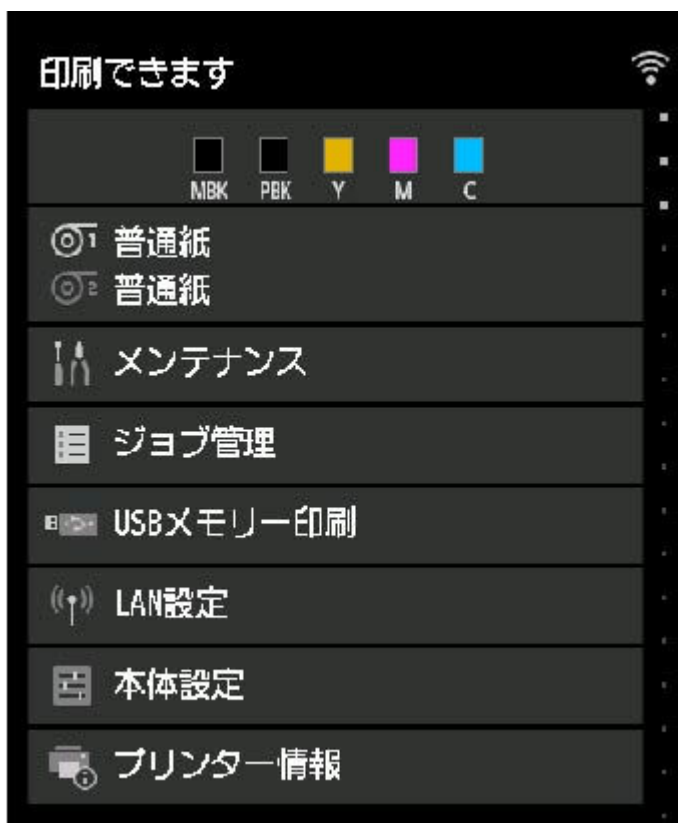 印刷できます
MBK PBK Y M C
1 普通紙
2 普通紙
メンテナンス
ジョブ管理
USBメモリー印刷
LAN設定
本体設定
プリンター情報